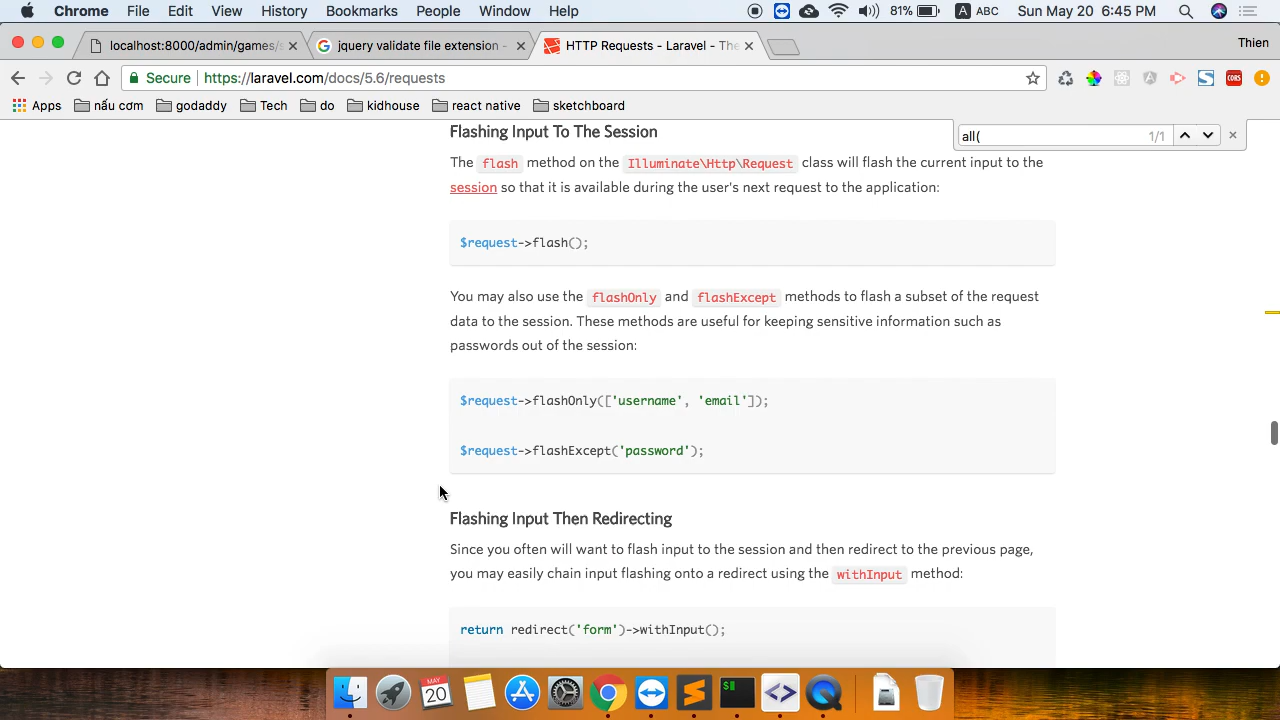 Chrome File Edit View History Bookmarks People Window Help 81% A ABC Sun May 20 6:45 PM
localhost:8000/admin/games/ × jquery validate file extension - × HTTP Requests - Laravel - The × Thien
Secure https://laravel.com/docs/5.6/requests CORS
Apps nấu cơm godaddy Tech do kidhouse react native sketchboard
all( 1/1
Flashing Input To The Session
The flash method on the Illuminate\Http\Request class will flash the current input to the
session so that it is available during the user's next request to the application:
$request->flash();
You may also use the flashOnly and flashExcept methods to flash a subset of the request
data to the session. These methods are useful for keeping sensitive information such as
passwords out of the session:
$request->flashOnly(['username', 'email']);
$request->flashExcept('password');
Flashing Input Then Redirecting
Since you often will want to flash input to the session and then redirect to the previous page,
you may easily chain input flashing onto a redirect using the withInput method:
return redirect('form')->withInput();
MAY
20
$